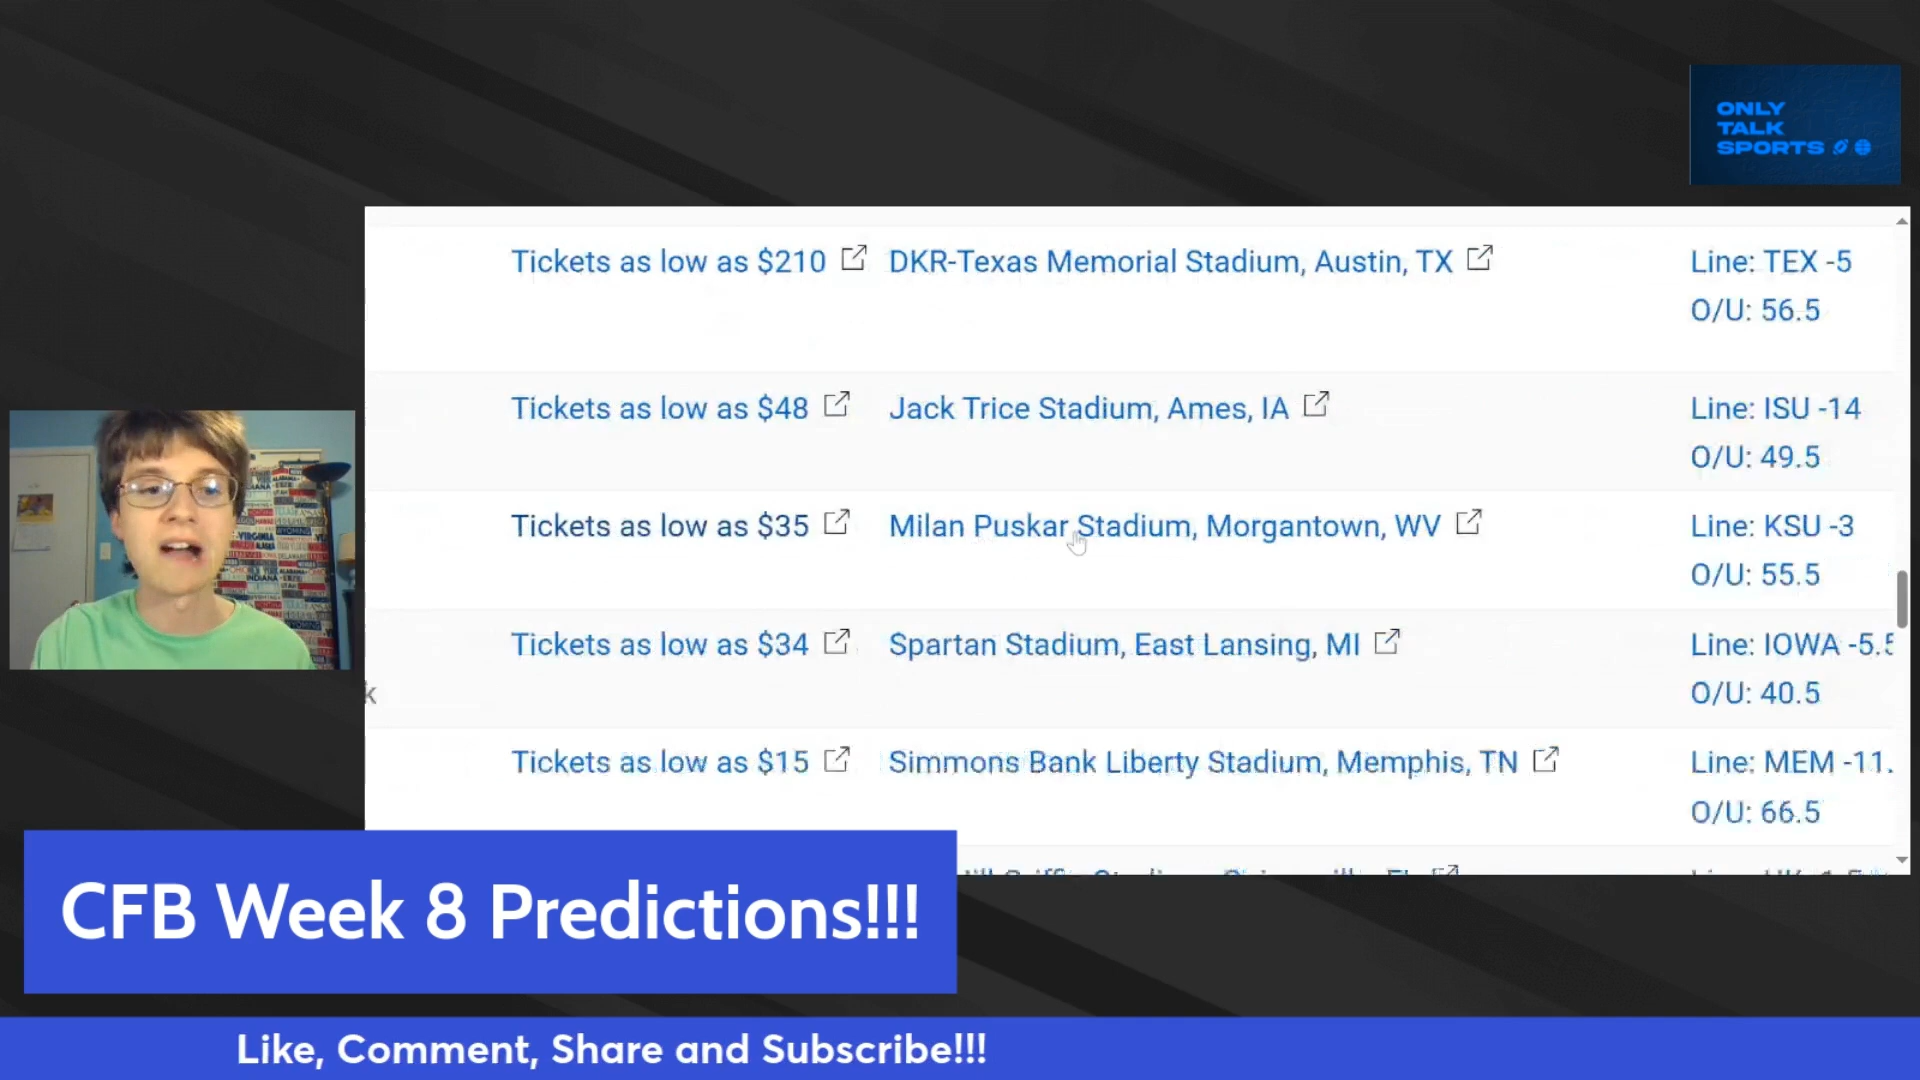 ONLY
TALK
SPORTS
Tickets as low as $210 DKR-Texas Memorial Stadium, Austin, TX Line: TEX -5
O/U: 56.5
Tickets as low as $48 Jack Trice Stadium, Ames, IA Line: ISU -14
O/U: 49.5
Tickets as low as $35 Milan Puskar Stadium, Morgantown, WV Line: KSU -3
O/U: 55.5
Tickets as low as $34 Spartan Stadium, East Lansing, MI Line: IOWA -5.5
O/U: 40.5
k
Tickets as low as $15 Simmons Bank Liberty Stadium, Memphis, TN Line: MEM -11.
O/U: 66.5
VIRGINIA
INDIANA
WYOMING
CFB Week 8 Predictions!!!
Like, Comment, Share and Subscribe!!!